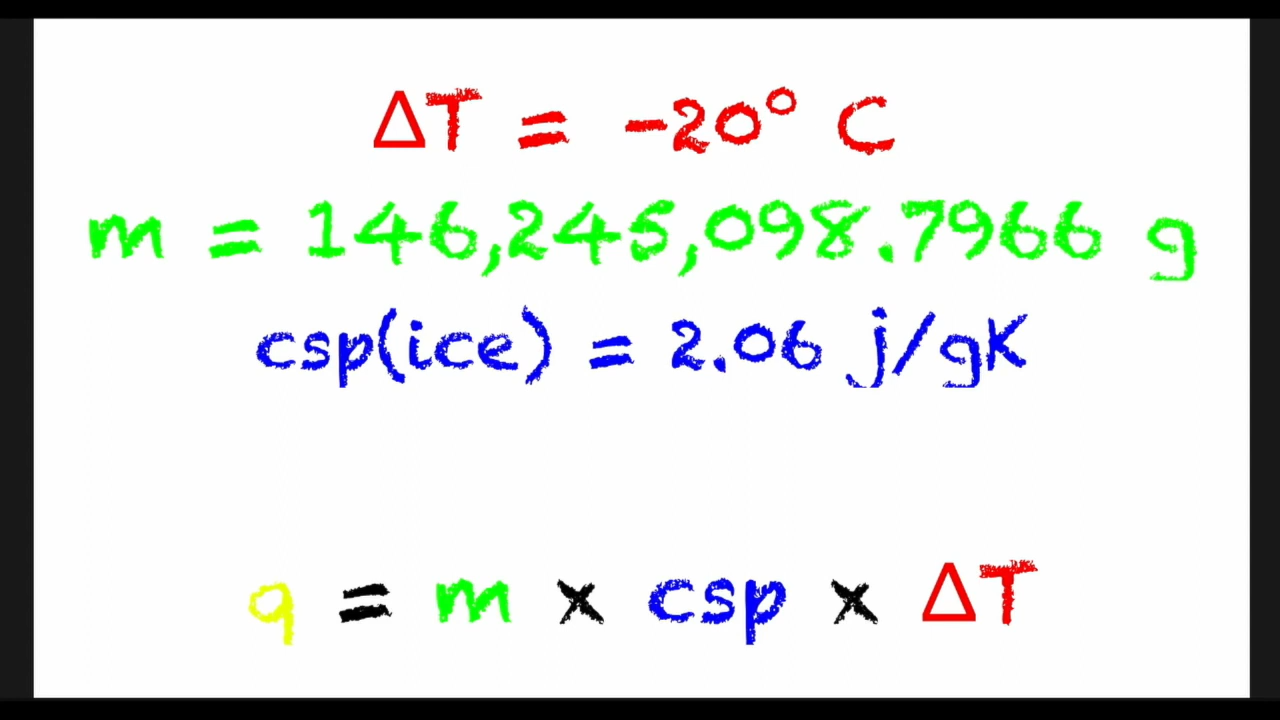 ΔT = -20° C
m = 146,245,098.7966 g
csp(ice) = 2.06 j/gK
q = m x csp x ΔT